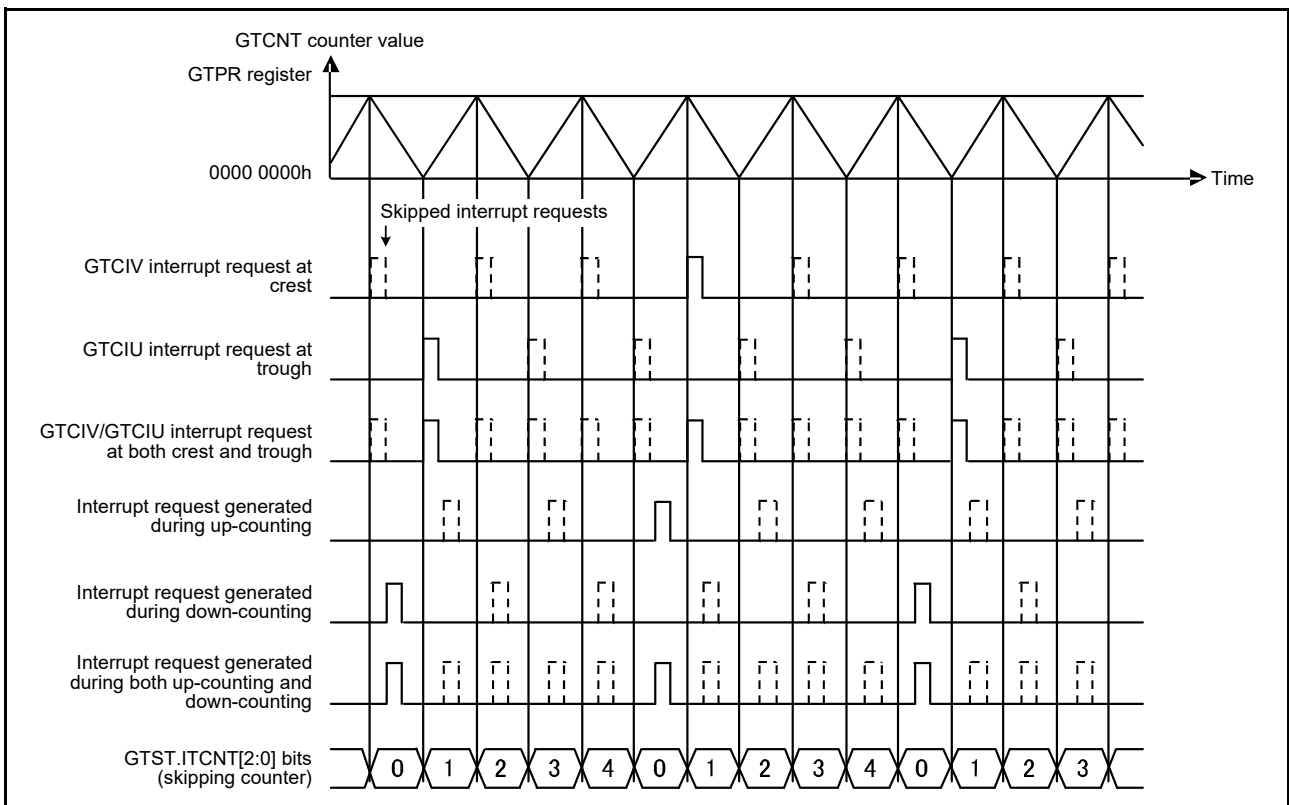 GTCNT counter value
GTPR register
0000 0000h
Time
Skipped interrupt requests
GTCIV interrupt request at
crest
GTCIU interrupt request at
trough
GTCIV/GTCIU interrupt request
at both crest and trough
Interrupt request generated
during up-counting
Interrupt request generated
during down-counting
Interrupt request generated
during both up-counting and
down-counting
GTST.ITCNT[2:0] bits
(skipping counter)
0 1 2 3 4 0 1 2 3 4 0 1 2 3